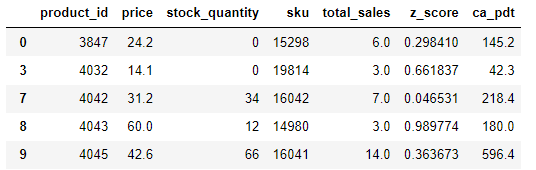 product_id price stock_quantity sku total_sales z_score ca_pdt
0 3847 24.2 0 15298 6.0 0.298410 145.2
3 4032 14.1 0 19814 3.0 0.661837 42.3
7 4042 31.2 34 16042 7.0 0.046531 218.4
8 4043 60.0 12 14980 3.0 0.989774 180.0
9 4045 42.6 66 16041 14.0 0.363673 596.4